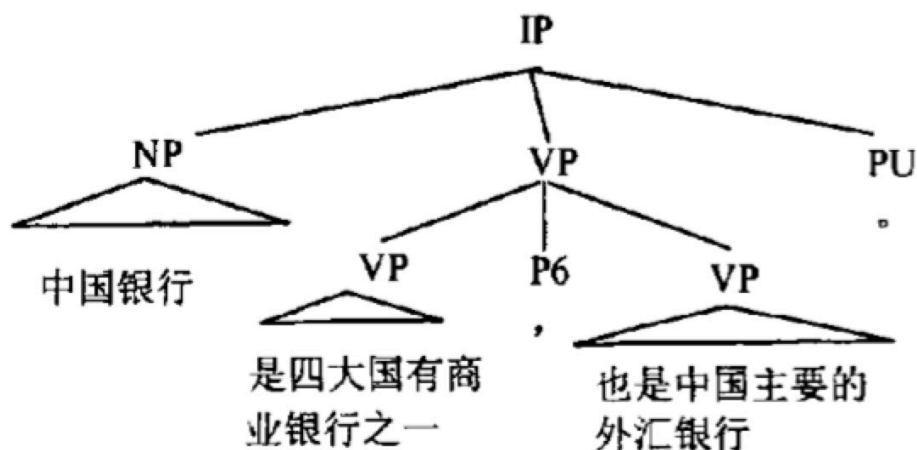 IP
NP
VP
PU
中国银行
。
VP
P6
VP
，
是四大国有商
业银行之一
也是中国主要的
外汇银行